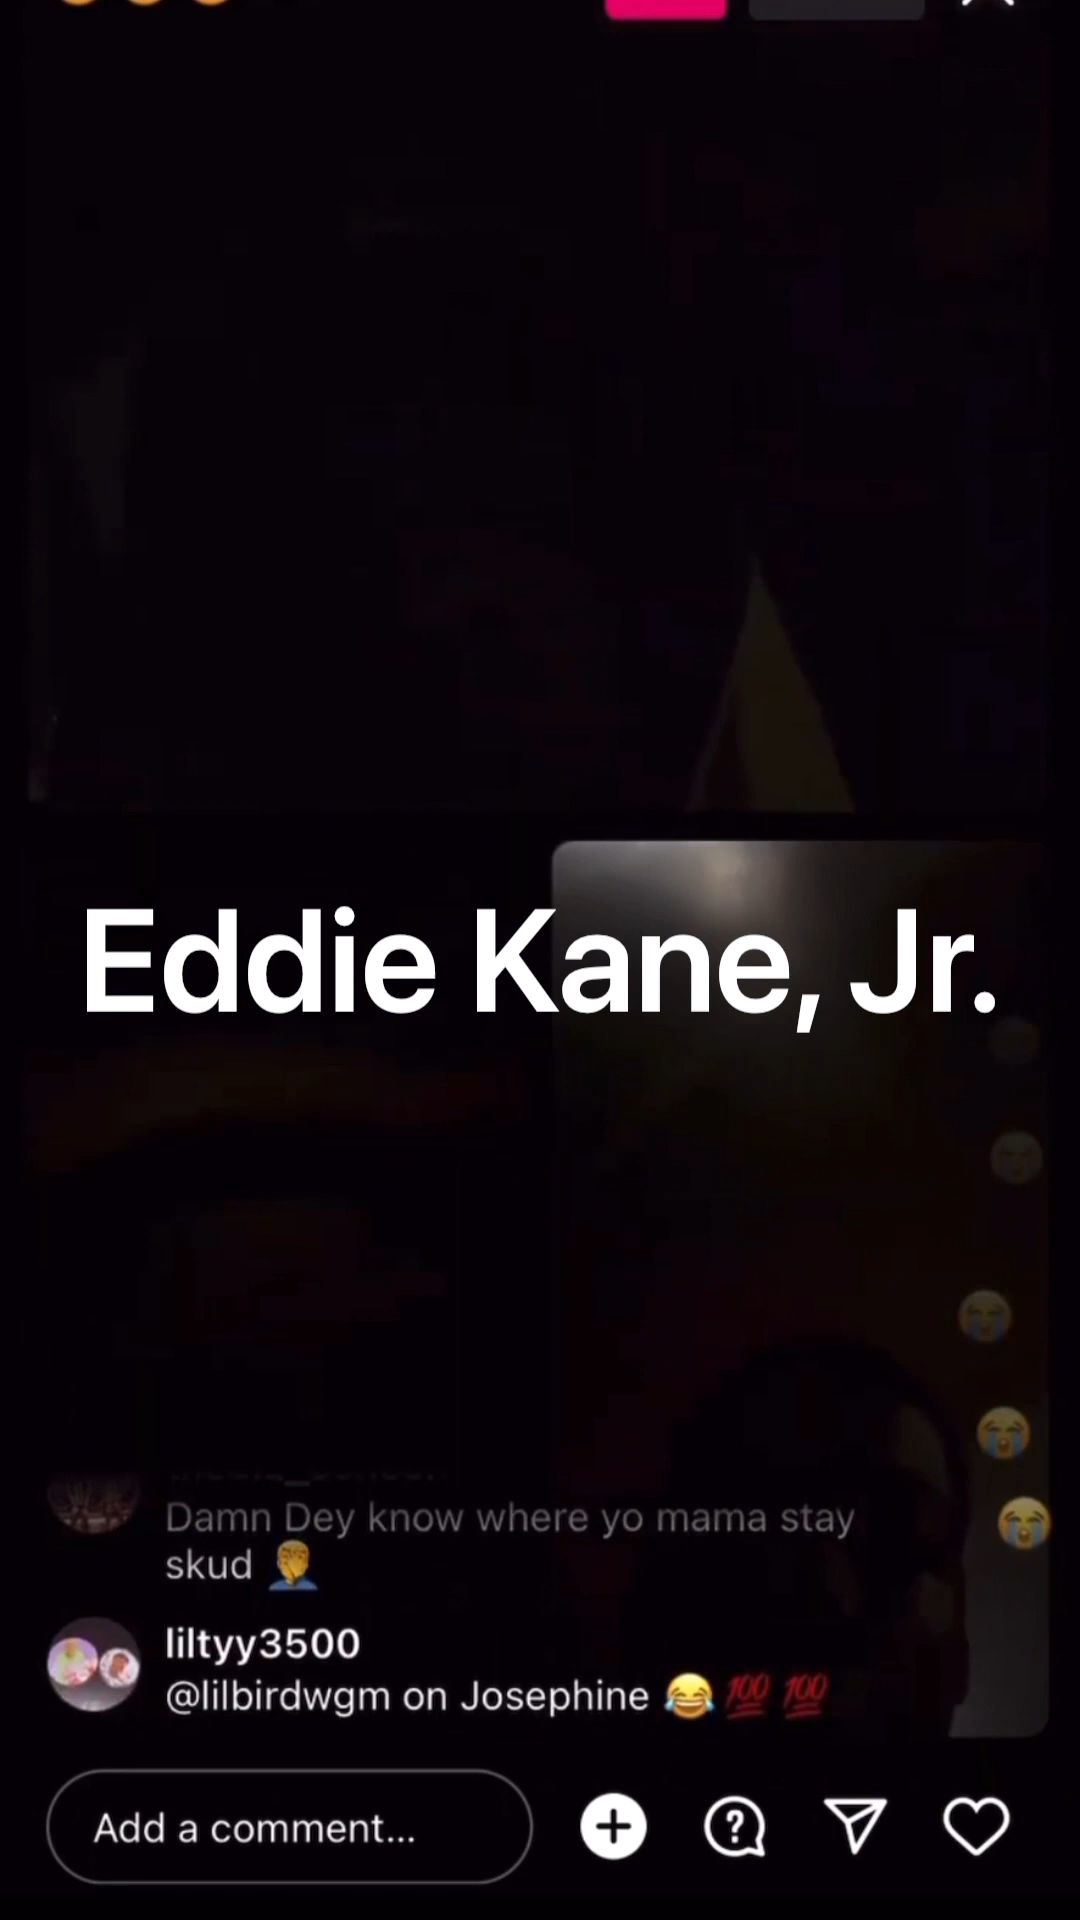 Eddie Kane, Jr.
Damn Dey know where yo mama stay
skud 🤦‍♂️
liltyy3500
@lilbirdwgm on Josephine 😂 💯 💯
Add a comment...